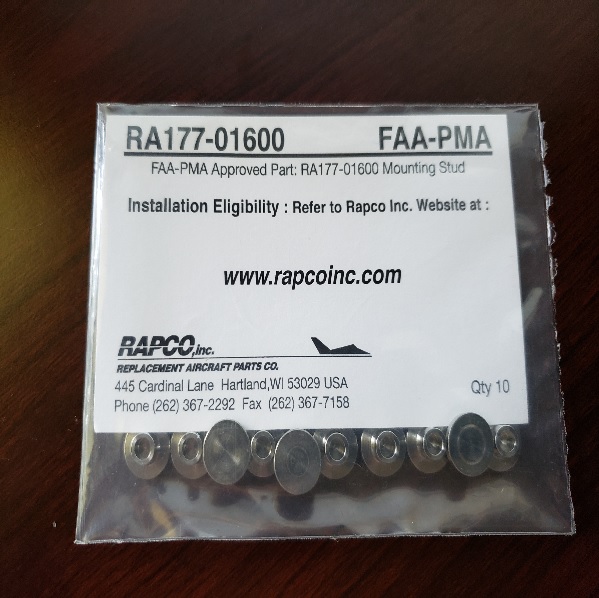 RA177-01600 FAA-PMA
FAA-PMA Approved Part: RA177-01600 Mounting Stud
Installation Eligibility : Refer to Rapco Inc. Website at :
www.rapcoinc.com
RAPCO,inc.
REPLACEMENT AIRCRAFT PARTS CO.
445 Cardinal Lane Hartland,WI 53029 USA
Phone (262) 367-2292 Fax (262) 367-7158
Qty 10